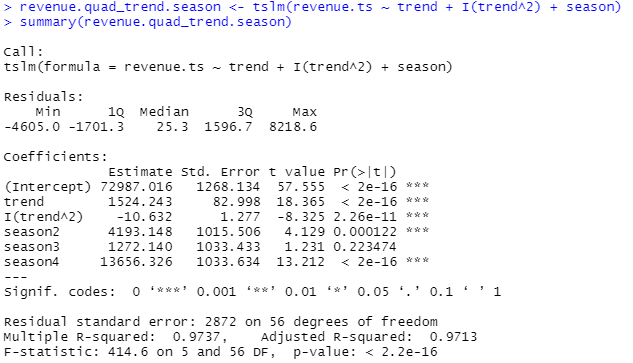 > revenue.quad_trend.season <- tslm(revenue.ts ~ trend + I(trend^2) + season)
> summary(revenue.quad_trend.season)
Call:
tslm(formula = revenue.ts ~ trend + I(trend^2) + season)
Residuals:
    Min      1Q  Median      3Q     Max
-4605.0 -1701.3    25.3  1596.7  8218.6
Coefficients:
             Estimate Std. Error t value Pr(>|t|)
(Intercept) 72987.016   1268.134  57.555  < 2e-16 ***
trend        1524.243     82.998  18.365  < 2e-16 ***
I(trend^2)    -10.632      1.277  -8.325 2.26e-11 ***
season2      4193.148   1015.506   4.129 0.000122 ***
season3      1272.140   1033.433   1.231 0.223474
season4     13656.326   1033.634  13.212  < 2e-16 ***
---
Signif. codes:  0 ‘***’ 0.001 ‘**’ 0.01 ‘*’ 0.05 ‘.’ 0.1 ‘ ’ 1
Residual standard error: 2872 on 56 degrees of freedom
Multiple R-squared:  0.9737,    Adjusted R-squared:  0.9713
F-statistic: 414.6 on 5 and 56 DF,  p-value: < 2.2e-16